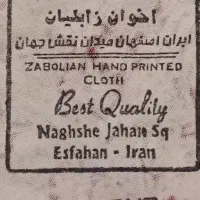 اخوان زابلیان
ایران اصفهان میدان نقش جهان
ZABOLIAN HAND PRINTED
CLOTH
Best Quality
Naghshe Jahan Sq
Esfahan - Iran